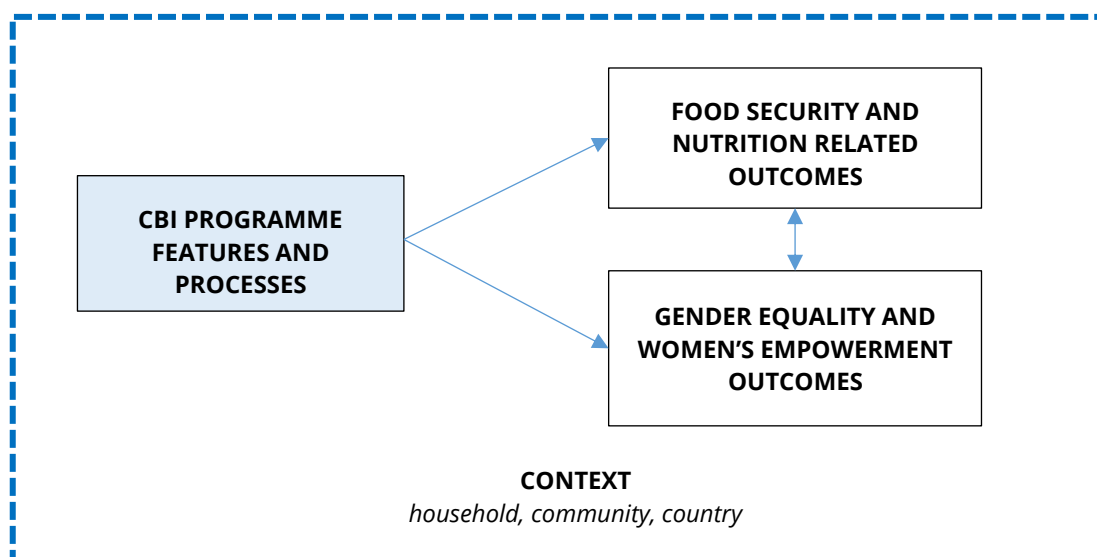 FOOD SECURITY AND
NUTRITION RELATED
OUTCOMES
CBI PROGRAMME
FEATURES AND
PROCESSES
GENDER EQUALITY AND
WOMEN’S EMPOWERMENT
OUTCOMES
CONTEXT
household, community, country